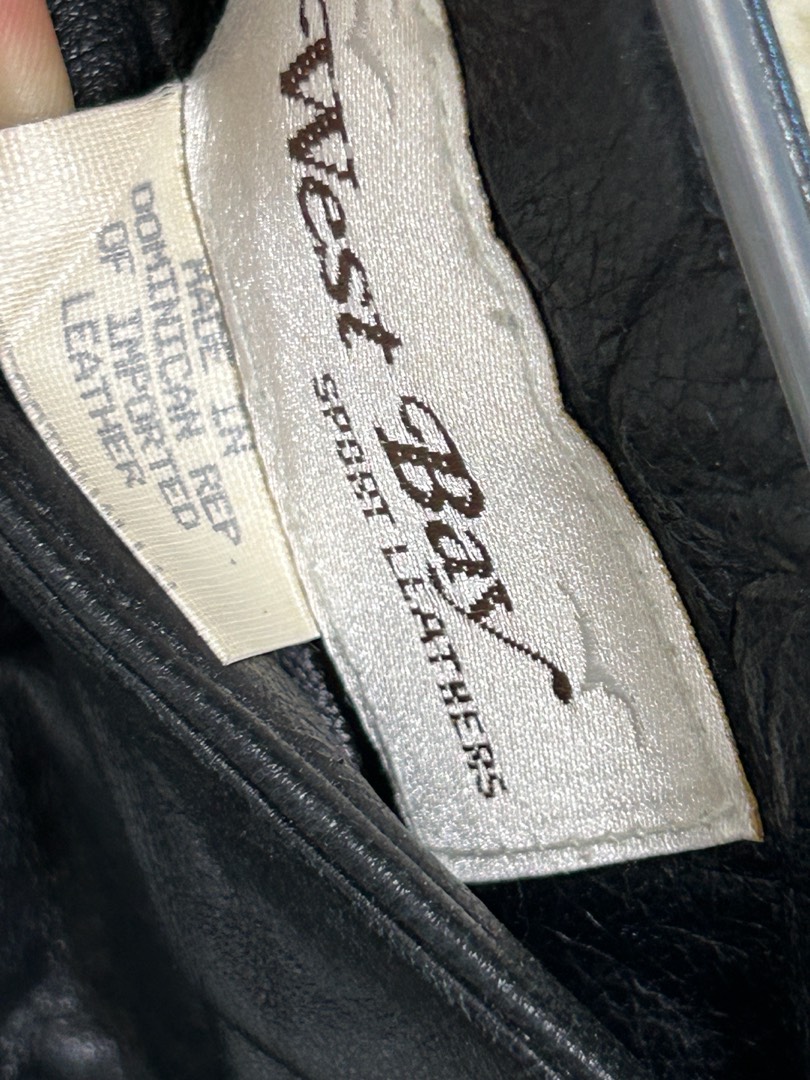 West Bay
SPORT LEATHERS
MADE IN
DOMINICAN REP
OF IMPORTED
LEATHER